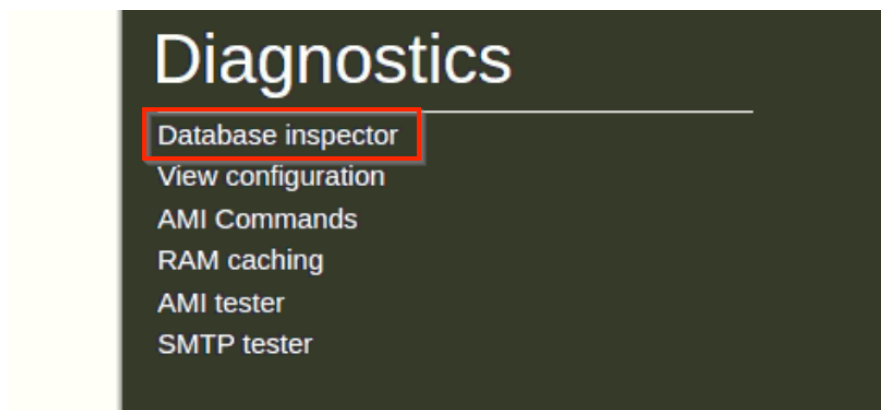 Diagnostics
Database inspector
View configuration
AMI Commands
RAM caching
AMI tester
SMTP tester